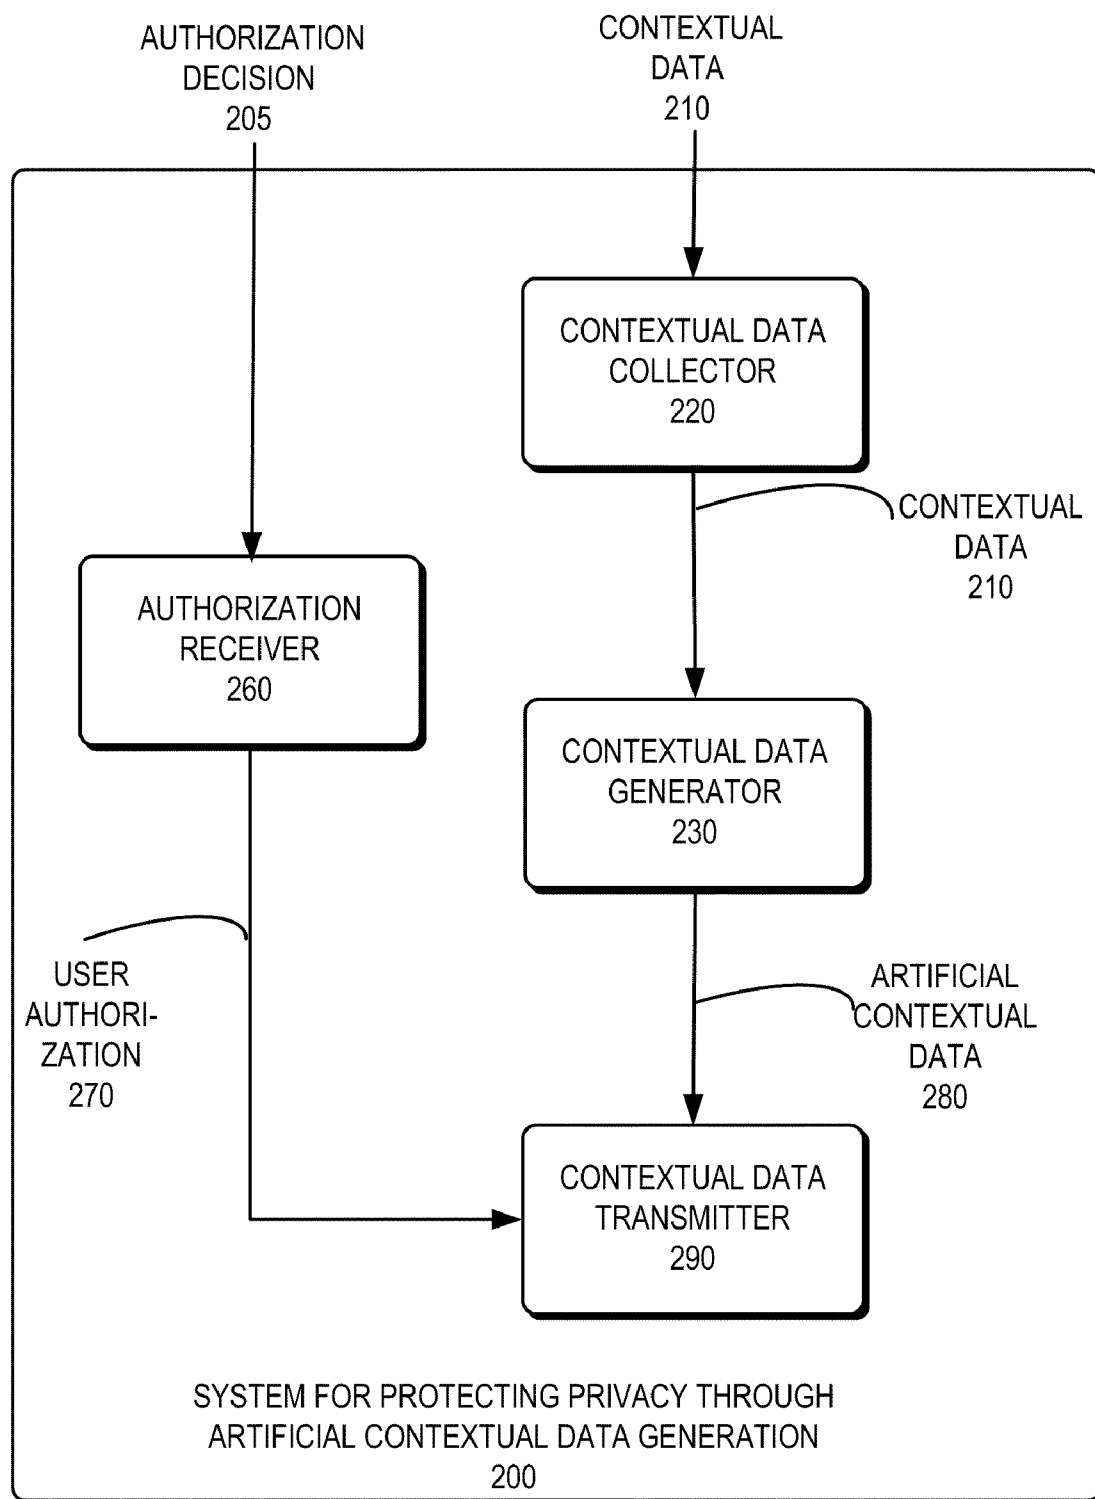 AUTHORIZATION
DECISION
205
CONTEXTUAL
DATA
210
CONTEXTUAL DATA
COLLECTOR
220
CONTEXTUAL
DATA
210
AUTHORIZATION
RECEIVER
260
CONTEXTUAL DATA
GENERATOR
230
USER
AUTHORI-
ZATION
270
ARTIFICIAL
CONTEXTUAL
DATA
280
CONTEXTUAL DATA
TRANSMITTER
290
SYSTEM FOR PROTECTING PRIVACY THROUGH
ARTIFICIAL CONTEXTUAL DATA GENERATION
200